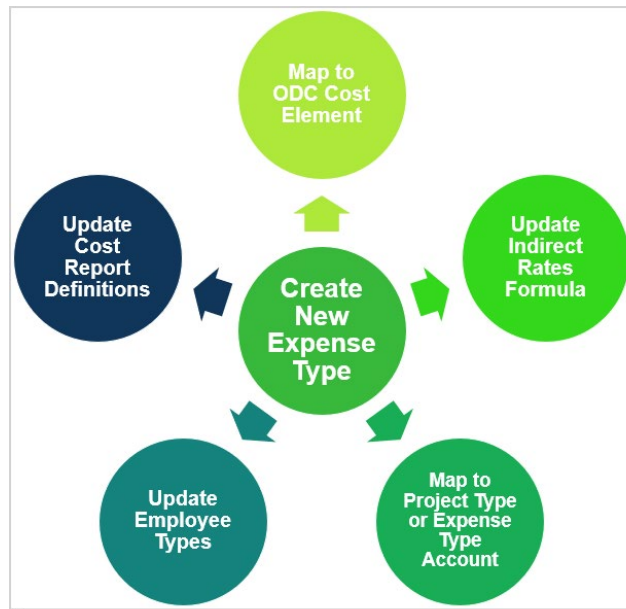 Map to
ODC Cost
Element
Update
Cost
Report
Definitions
Update
Indirect
Rates
Formula
Create
New
Expense
Type
Update
Employee
Types
Map to
Project Type
or Expense
Type
Account